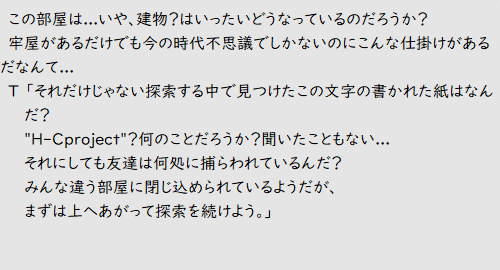 この部屋は…いや、建物？はいったいどうなっているのだろうか？
牢屋があるだけでも今の時代不思議でしかないのにこんな仕掛けがある
だなんて…
T「それだけじゃない探索する中で見つけたこの文字の書かれた紙はなん
だ？
"H-Cproject"？何のことだろうか？聞いたこともない…
それにしても友達は何処に捕らわれているんだ？
みんな違う部屋に閉じ込められているようだが、
まずは上へあがって探索を続けよう。」